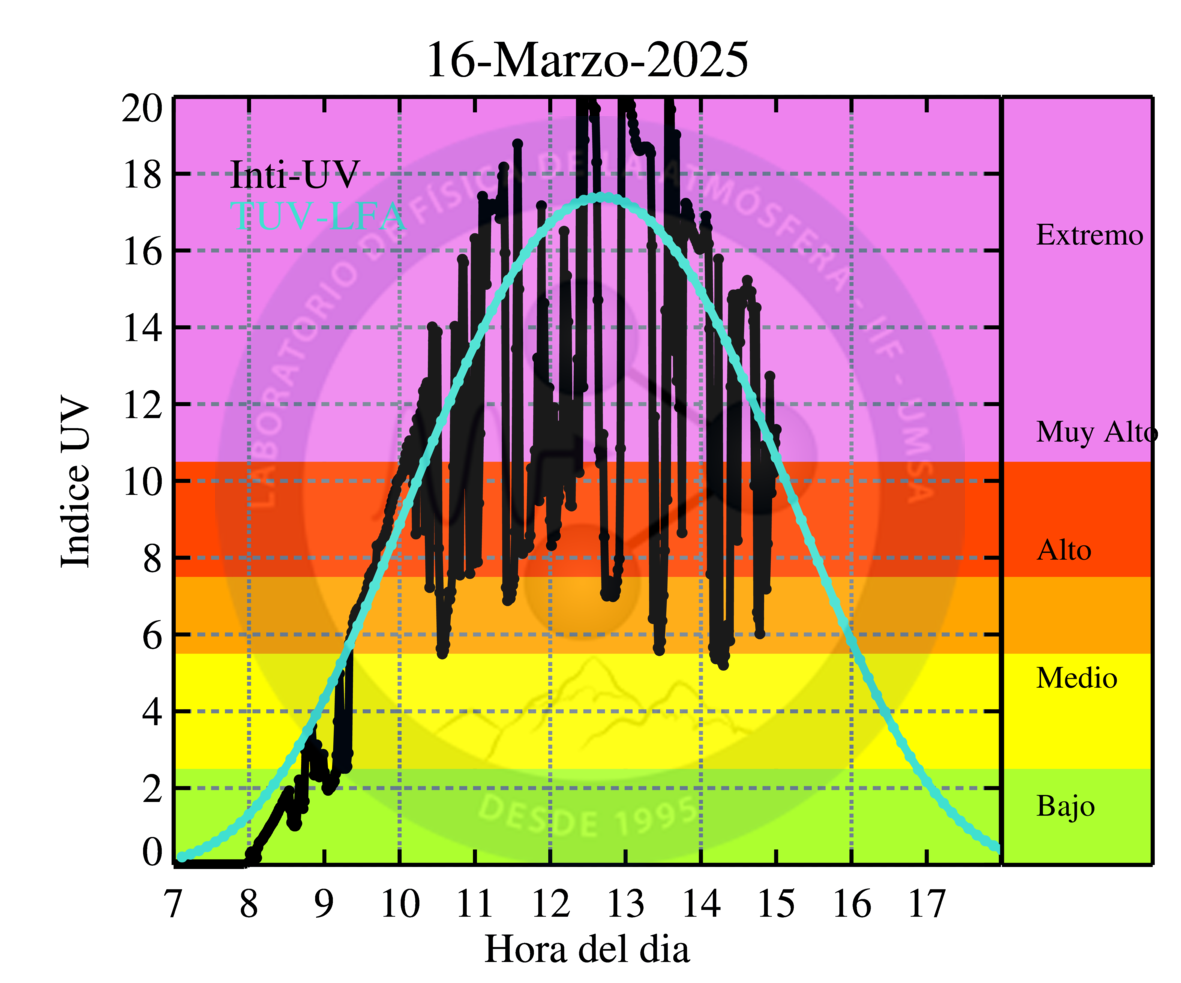 16-Marzo-2025
Inti-UV
TUV-LFA
Indice UV
20
18
16
14
12
10
8
6
4
2
0
7 8 9 10 11 12 13 14 15 16 17
Hora del dia
Extremo
Muy Alto
Alto
Medio
Bajo
LABORATORIO DE FÍSICA DE LA ATMÓSFERA - IIF - UMSA
DESDE 1995